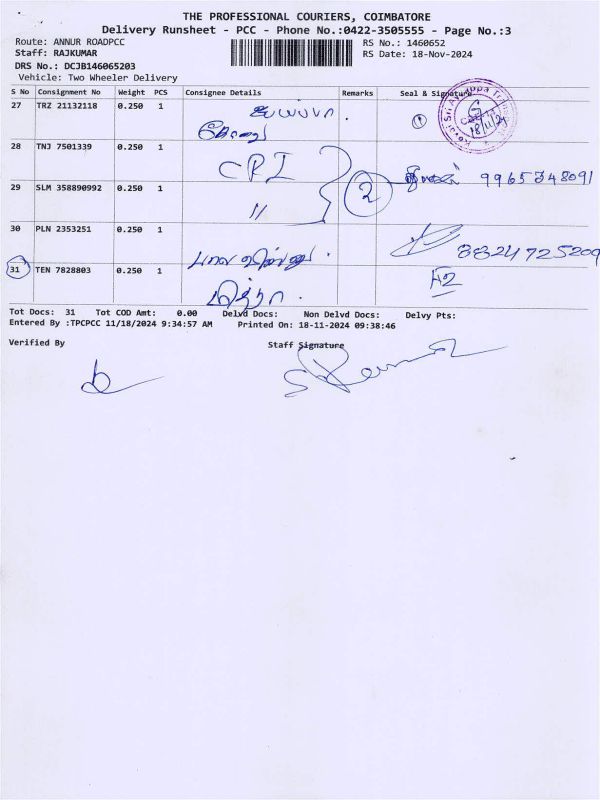 THE PROFESSIONAL COURIERS, COIMBATORE
Delivery Runsheet - PCC - Phone No.:0422-3505555 - Page No.:3
Route: ANNUR ROADPCC RS No.: 1460652
Staff: RAJKUMAR RS Date: 18-Nov-2024
DRS No.: DCJB146065203
Vehicle: Two Wheeler Delivery
S No Consignment No Weight PCS Consignee Details Remarks Seal & Signature
27 TRZ 21132118 0.250 1
28 TNJ 7501339 0.250 1 CRI
2 9965348091
29 SLM 358890992 0.250 1 "
30 PLN 2353251 0.250 1
8824725209
31 TEN 7828803 0.250 1
Tot Docs: 31 Tot COD Amt: 0.00 Delvd Docs: Non Delvd Docs: Delvy Pts:
Entered By :TPCPCC 11/18/2024 9:34:57 AM Printed On: 18-11-2024 09:38:46
Verified By Staff Signature